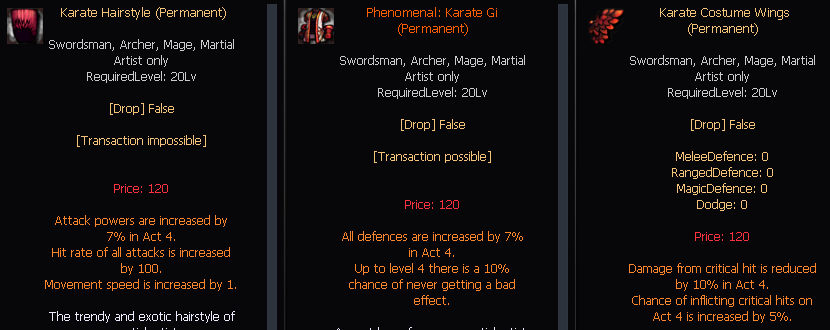 Karate Hairstyle (Permanent)
Swordsman, Archer, Mage, Martial
Artist only
RequiredLevel: 20Lv
[Drop] False
[Transaction impossible]
Price: 120
Attack powers are increased by
7% in Act 4.
Hit rate of all attacks is increased
by 100.
Movement speed is increased by 1.
The trendy and exotic hairstyle of
Phenomenal: Karate Gi
(Permanent)
Swordsman, Archer, Mage, Martial
Artist only
RequiredLevel: 20Lv
[Drop] False
[Transaction possible]
Price: 120
All defences are increased by 7%
in Act 4.
Up to level 4 there is a 10%
chance of never getting a bad
effect.
Karate Costume Wings
(Permanent)
Swordsman, Archer, Mage, Martial
Artist only
RequiredLevel: 20Lv
[Drop] False
MeleeDefence: 0
RangedDefence: 0
MagicDefence: 0
Dodge: 0
Price: 120
Damage from critical hit is reduced
by 10% in Act 4.
Chance of inflicting critical hits on
Act 4 is increased by 5%.